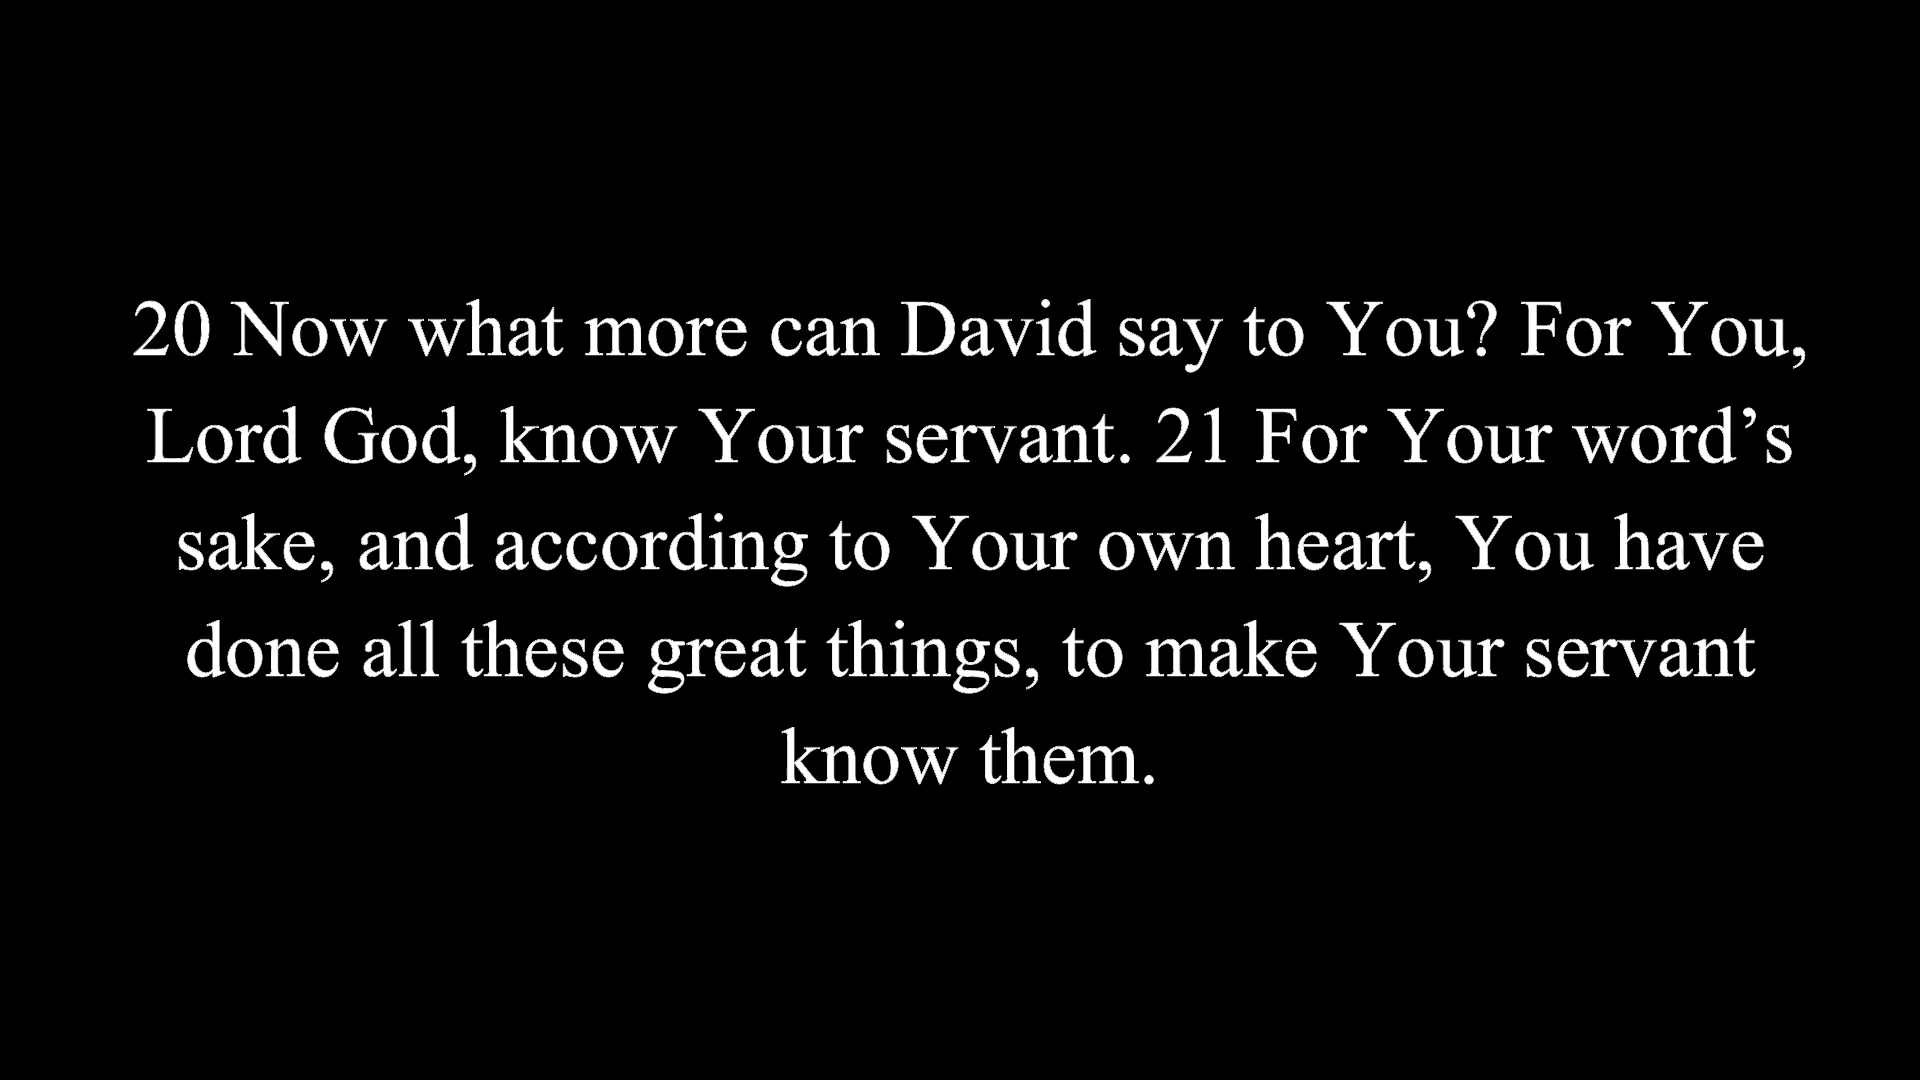 20 Now what more can David say to You? For You,
Lord God, know Your servant. 21 For Your word’s
sake, and according to Your own heart, You have
done all these great things, to make Your servant
know them.